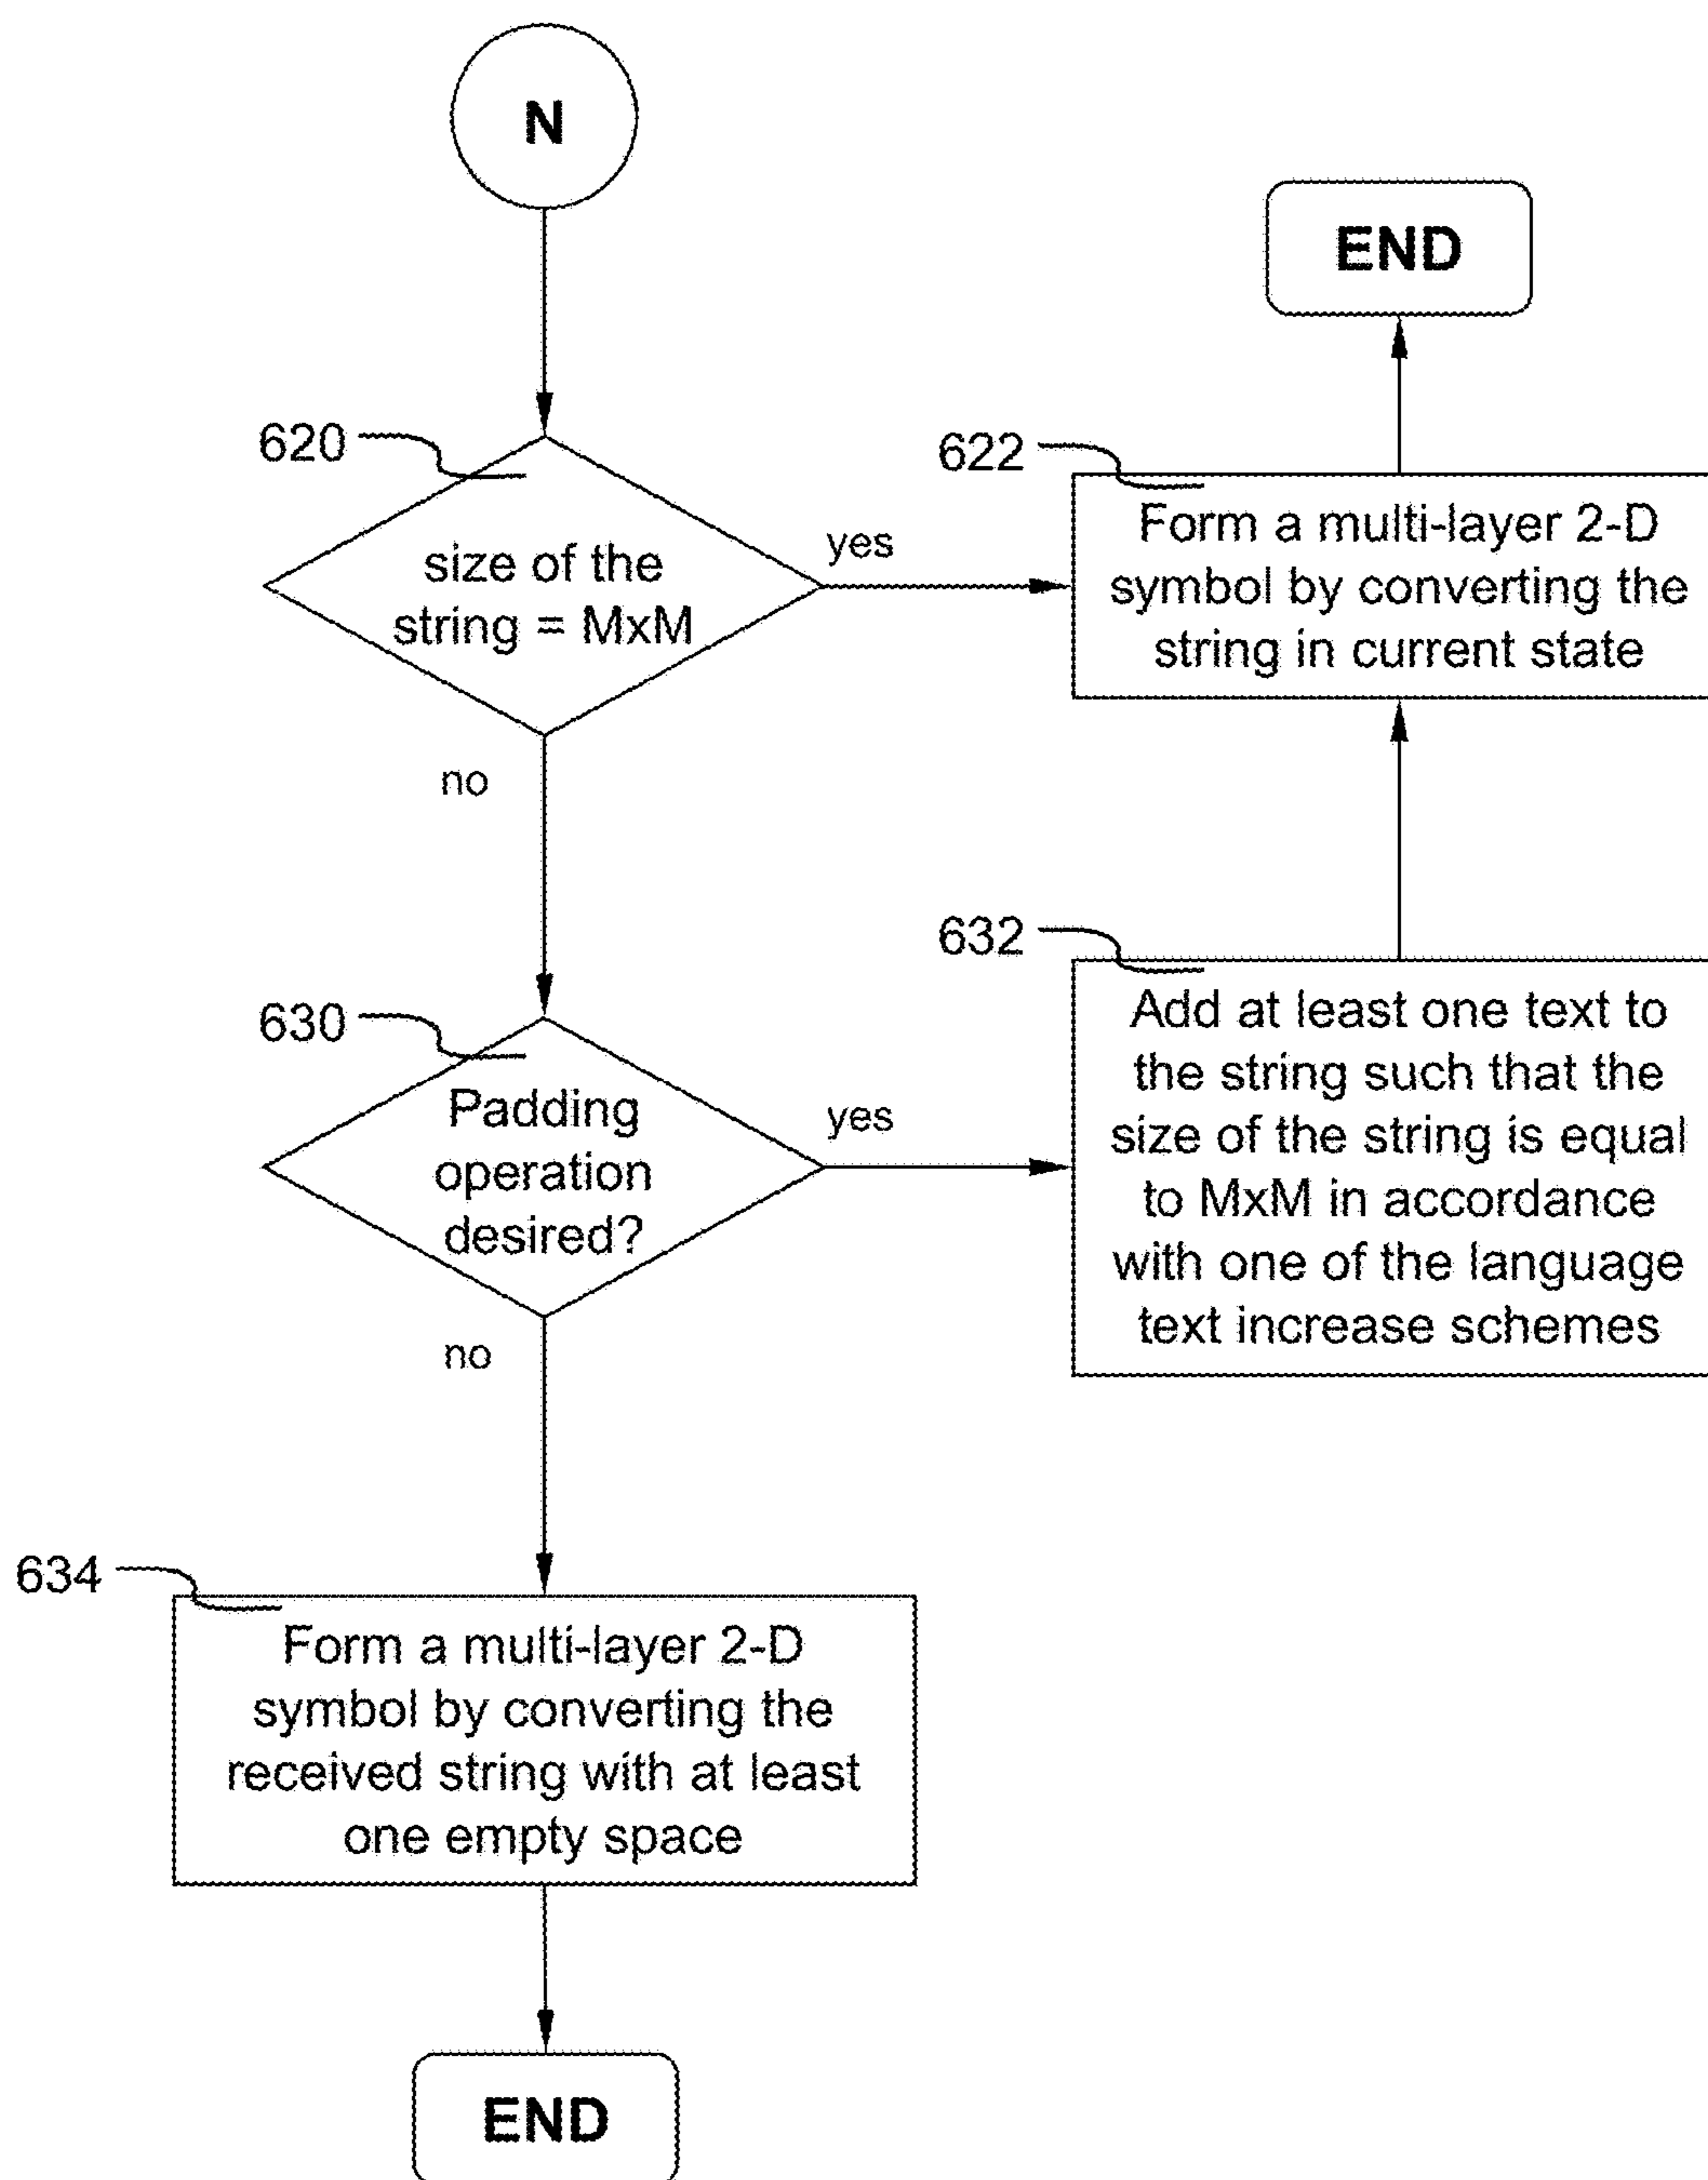 N
END
620
size of the
string = MxM
yes
622
Form a multi-layer 2-D
symbol by converting the
string in current state
no
630
Padding
operation
desired?
yes
632
Add at least one text to
the string such that the
size of the string is equal
to MxM in accordance
with one of the language
text increase schemes
no
634
Form a multi-layer 2-D
symbol by converting the
received string with at least
one empty space
END